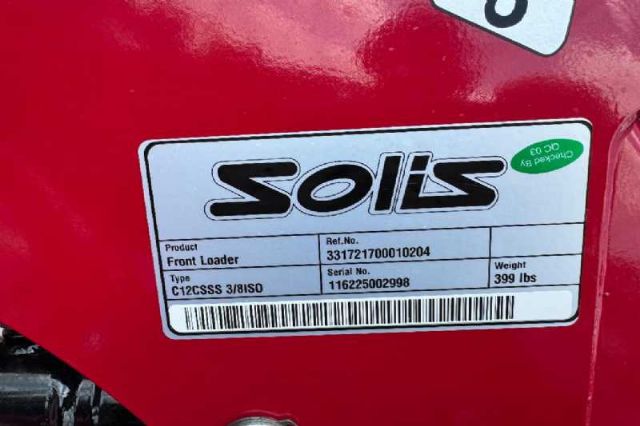 Solis
Checked By
QC 03
Product
Front Loader
Ref.No.
331721700010204
Type
C12CSSS 3/8ISO
Serial No.
116225002998
Weight
399 lbs